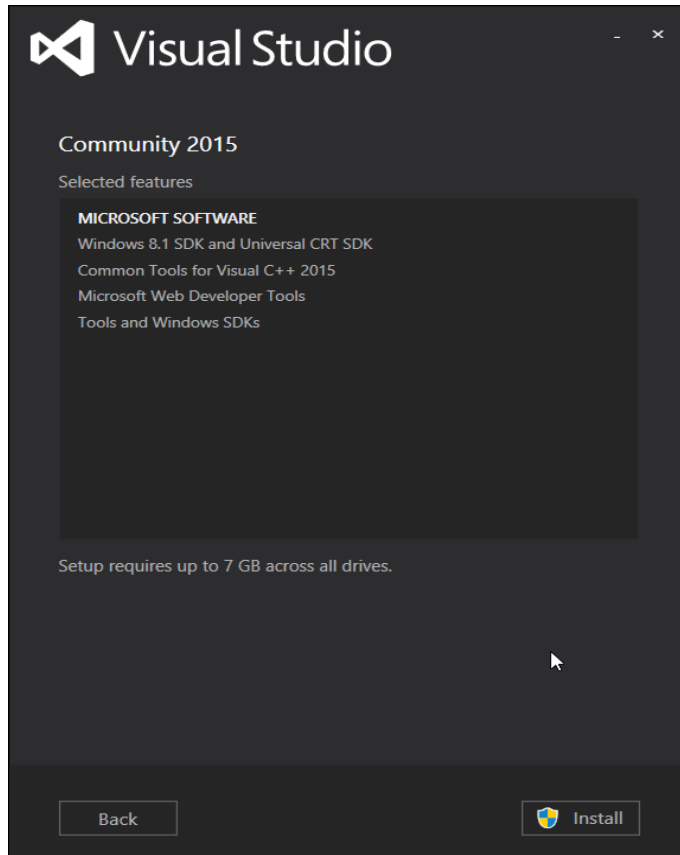 Visual Studio
Community 2015
Selected features
MICROSOFT SOFTWARE
Windows 8.1 SDK and Universal CRT SDK
Common Tools for Visual C++ 2015
Microsoft Web Developer Tools
Tools and Windows SDKs
Setup requires up to 7 GB across all drives.
Back
Install